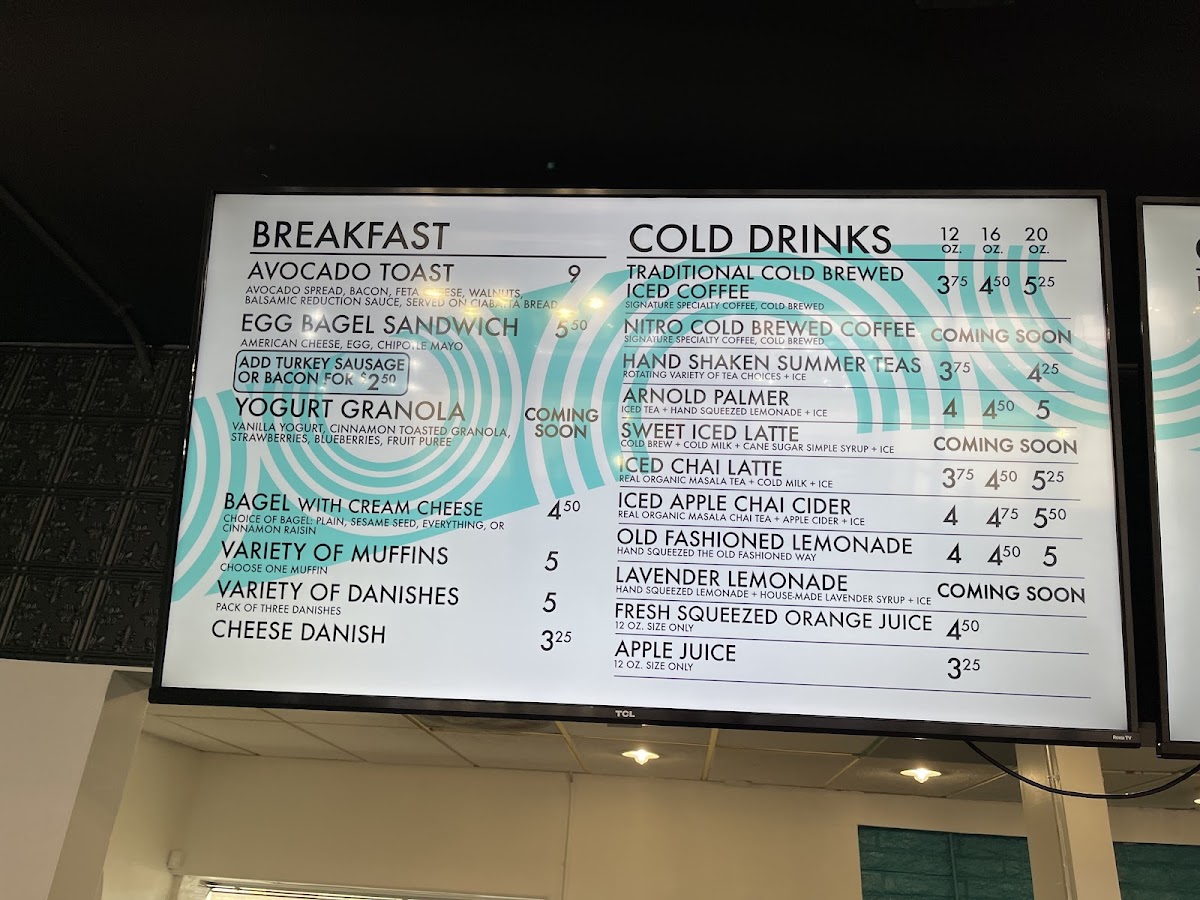 BREAKFAST
AVOCADO TOAST 9
AVOCADO SPREAD, BACON, FETA CHEESE, WALNUTS,
BALSAMIC REDUCTION SAUCE, SERVED ON CIABATTA BREAD
EGG BAGEL SANDWICH 5 50
AMERICAN CHEESE, EGG, CHIPOTLE MAYO
ADD TURKEY SAUSAGE
OR BACON FOR $2 50
YOGURT GRANOLA COMING SOON
VANILLA YOGURT, CINNAMON TOASTED GRANOLA,
STRAWBERRIES, BLUEBERRIES, FRUIT PUREE
BAGEL WITH CREAM CHEESE 4 50
CHOICE OF BAGEL: PLAIN, SESAME SEED, EVERYTHING, OR
CINNAMON RAISIN
VARIETY OF MUFFINS 5
CHOOSE ONE MUFFIN
VARIETY OF DANISHES 5
PACK OF THREE DANISHES
CHEESE DANISH 3 25
COLD DRINKS 12 OZ. 16 OZ. 20 OZ.
TRADITIONAL COLD BREWED
ICED COFFEE 3 75 4 50 5 25
SIGNATURE SPECIALTY COFFEE, COLD BREWED
NITRO COLD BREWED COFFEE COMING SOON
SIGNATURE SPECIALTY COFFEE, COLD BREWED
HAND SHAKEN SUMMER TEAS 3 75 4 25
ROTATING VARIETY OF TEA CHOICES + ICE
ARNOLD PALMER 4 4 50 5
ICED TEA + HAND SQUEEZED LEMONADE + ICE
SWEET ICED LATTE COMING SOON
COLD BREW + COLD MILK + CANE SUGAR SIMPLE SYRUP + ICE
ICED CHAI LATTE 3 75 4 50 5 25
REAL ORGANIC MASALA TEA + COLD MILK + ICE
ICED APPLE CHAI CIDER 4 4 75 5 50
REAL ORGANIC MASALA CHAI TEA + APPLE CIDER + ICE
OLD FASHIONED LEMONADE 4 4 50 5
HAND SQUEEZED THE OLD FASHIONED WAY
LAVENDER LEMONADE COMING SOON
HAND SQUEEZED LEMONADE + HOUSE-MADE LAVENDER SYRUP + ICE
FRESH SQUEEZED ORANGE JUICE 4 50
12 OZ. SIZE ONLY
APPLE JUICE 3 25
12 OZ. SIZE ONLY
TCL
Roku TV